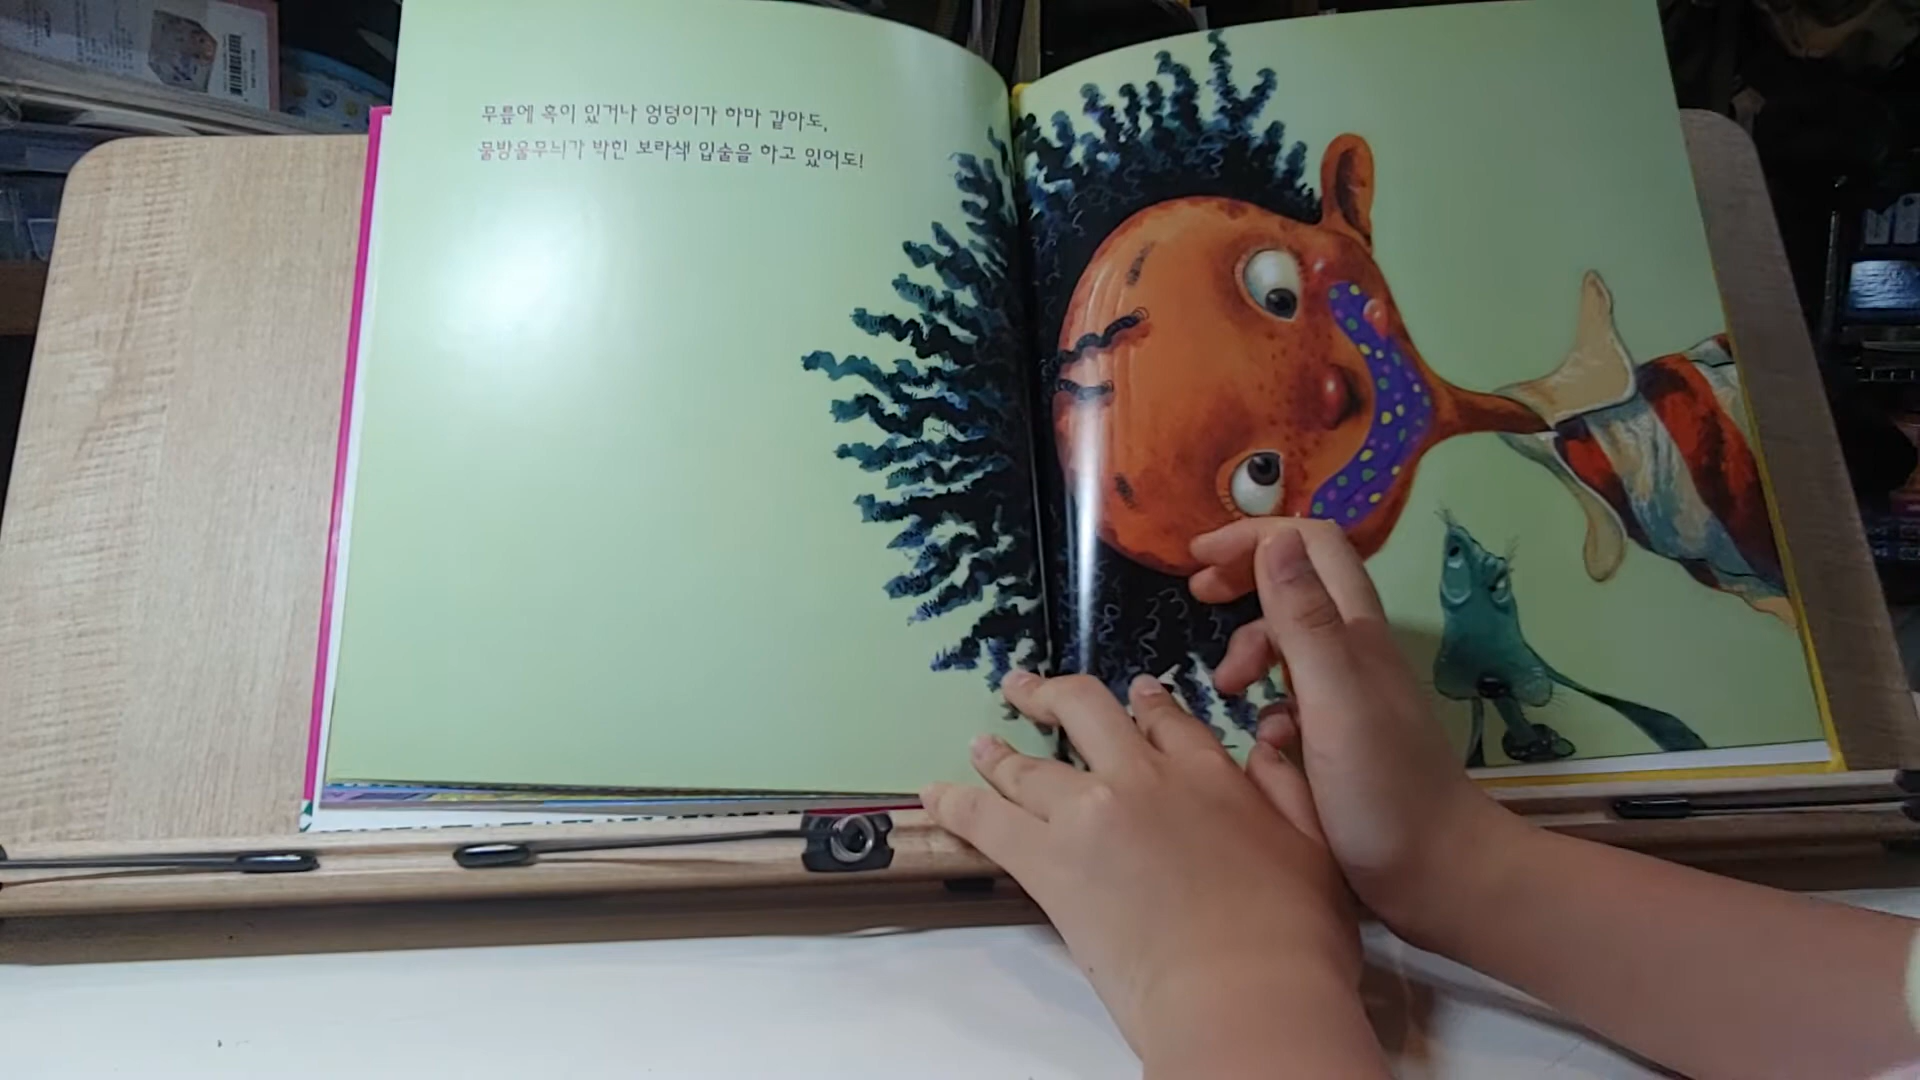 무릎에 혹이 있거나 엉덩이가 하마 같아도,
물방울무늬가 박힌 보라색 입술을 하고 있어도!